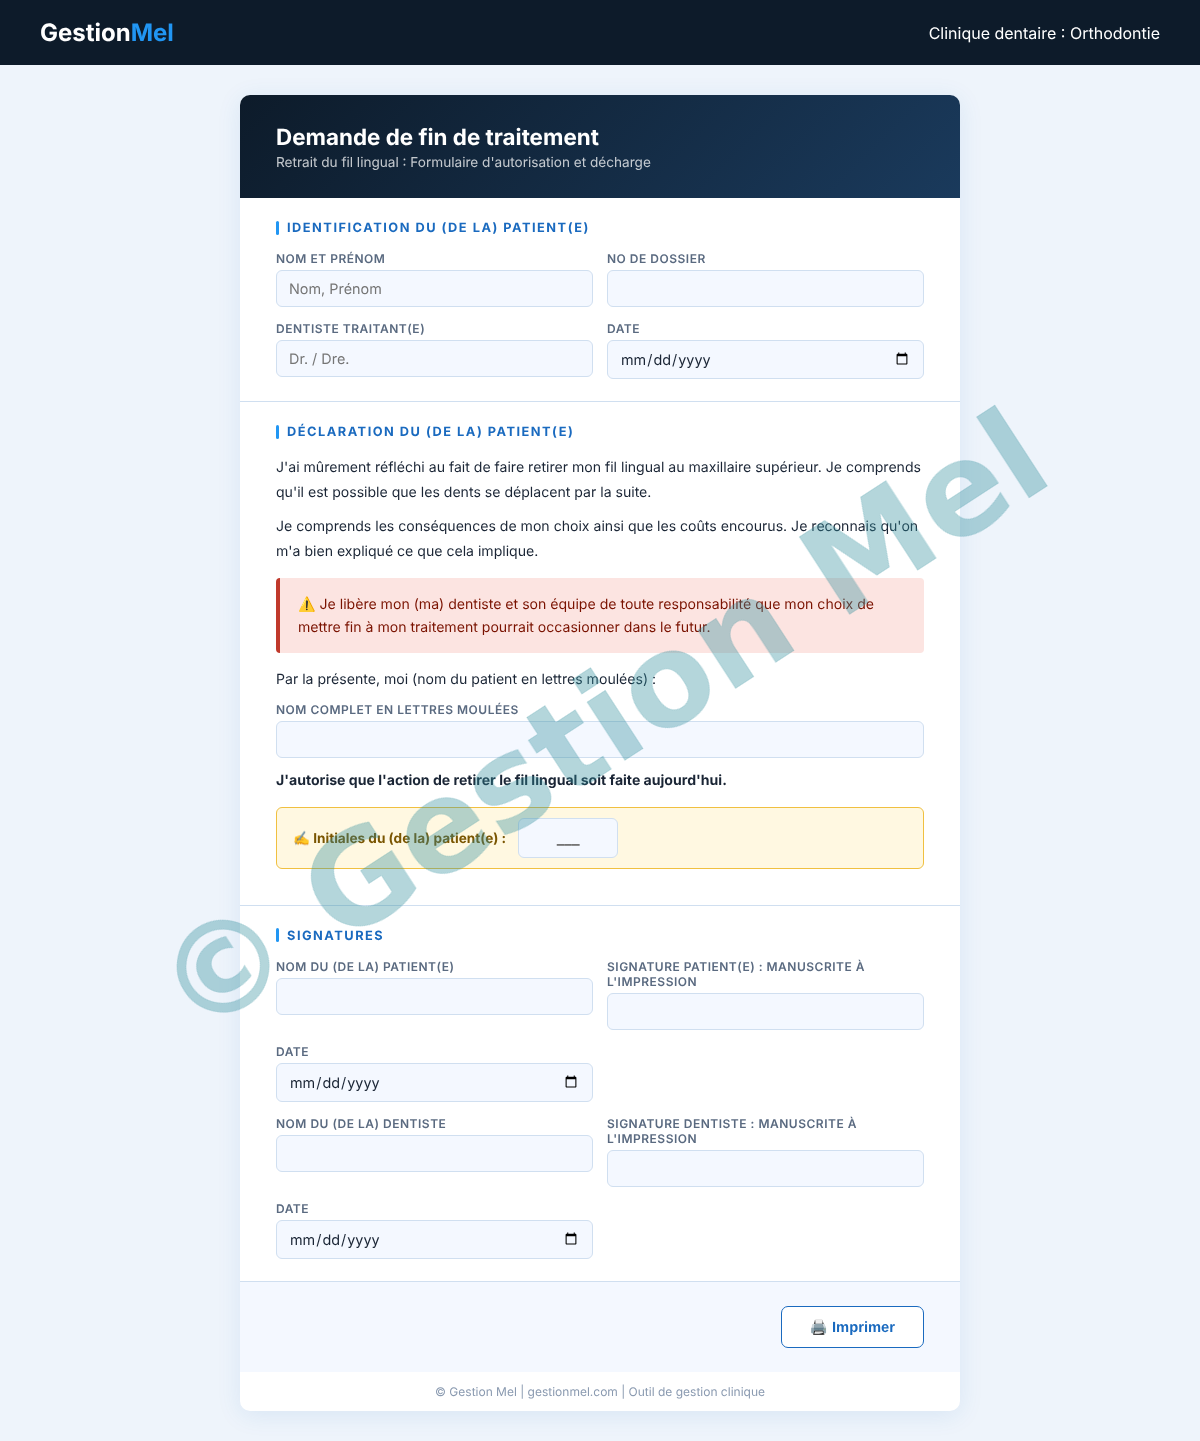 GestionMel
Clinique dentaire : Orthodontie
Demande de fin de traitement
Retrait du fil lingual : Formulaire d'autorisation et décharge
IDENTIFICATION DU (DE LA) PATIENT(E)
NOM ET PRÉNOM
NO DE DOSSIER
Nom, Prénom
DENTISTE TRAITANT(E)
DATE
Dr. / Dre.
mm/dd/yyyy
DÉCLARATION DU (DE LA) PATIENT(E)
J'ai mûrement réfléchi au fait de faire retirer mon fil lingual au maxillaire supérieur. Je comprends
qu'il est possible que les dents se déplacent par la suite.
Je comprends les conséquences de mon choix ainsi que les coûts encourus. Je reconnais qu'on
m'a bien expliqué ce que cela implique.
⚠️ Je libère mon (ma) dentiste et son équipe de toute responsabilité que mon choix de
mettre fin à mon traitement pourrait occasionner dans le futur.
Par la présente, moi (nom du patient en lettres moulées) :
NOM COMPLET EN LETTRES MOULÉES
J'autorise que l'action de retirer le fil lingual soit faite aujourd'hui.
✍️ Initiales du (de la) patient(e) : ___
© Gestion Mel
SIGNATURES
NOM DU (DE LA) PATIENT(E)
SIGNATURE PATIENT(E) : MANUSCRITE À
L'IMPRESSION
DATE
mm/dd/yyyy
NOM DU (DE LA) DENTISTE
SIGNATURE DENTISTE : MANUSCRITE À
L'IMPRESSION
DATE
mm/dd/yyyy
🖨️ Imprimer
© Gestion Mel | gestionmel.com | Outil de gestion clinique